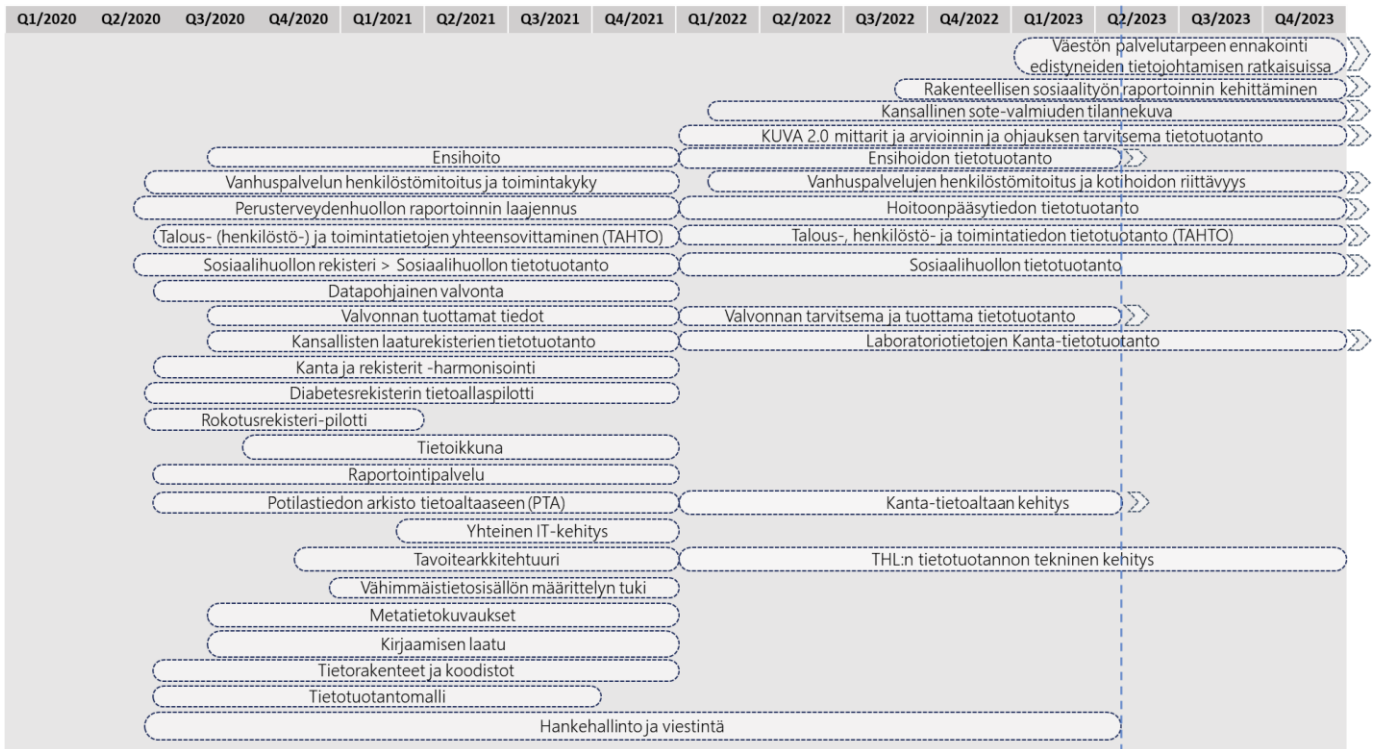 Q1/2020 Q2/2020 Q3/2020 Q4/2020 Q1/2021 Q2/2021 Q3/2021 Q4/2021 Q1/2022 Q2/2022 Q3/2022 Q4/2022 Q1/2023 Q2/2023 Q3/2023 Q4/2023
Väestön palvelutarpeen ennakointi
edistyneiden tietojohtamisen ratkaisuissa
Rakenteellisen sosiaalityön raportoinnin kehittäminen
Kansallinen sote-valmiuden tilannekuva
KUVA 2.0 mittarit ja arvioinnin ja ohjauksen tarvitsema tietotuotanto
Ensihoito Ensihoidon tietotuotanto
Vanhuspalvelun henkilöstömitoitus ja toimintakyky Vanhuspalvelujen henkilöstömitoitus ja kotihoidon riittävyys
Perusterveydenhuollon raportoinnin laajennus Hoitoonpääsytiedon tietotuotanto
Talous- (henkilöstö-) ja toimintatietojen yhteensovittaminen (TAHTO) Talous-, henkilöstö- ja toimintatiedon tietotuotanto (TAHTO)
Sosiaalihuollon rekisteri > Sosiaalihuollon tietotuotanto Sosiaalihuollon tietotuotanto
Datapohjainen valvonta
Valvonnan tuottamat tiedot Valvonnan tarvitsema ja tuottama tietotuotanto
Kansallisten laaturekisterien tietotuotanto Laboratoriotietojen Kanta-tietotuotanto
Kanta ja rekisterit -harmonisointi
Diabetesrekisterin tietoallaspilotti
Rokotusrekisteri-pilotti
Tietoikkuna
Raportointipalvelu
Potilastiedon arkisto tietoaltaaseen (PTA) Kanta-tietoaltaan kehitys
Yhteinen IT-kehitys
Tavoitearkkitehtuuri THL:n tietotuotannon tekninen kehitys
Vähimmäistietosisällön määrittelyn tuki
Metatietokuvaukset
Kirjaamisen laatu
Tietorakenteet ja koodistot
Tietotuotantomalli
Hankehallinto ja viestintä